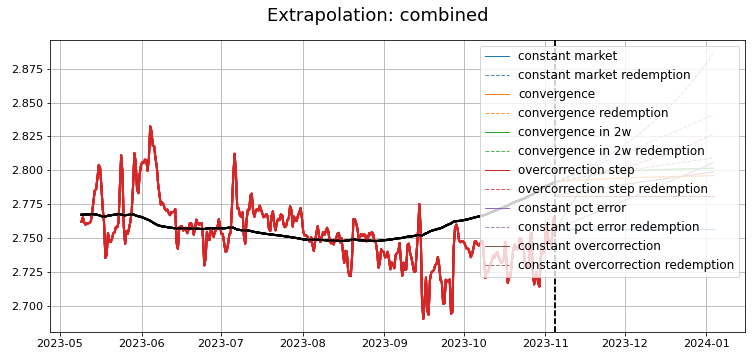 Extrapolation: combined
2.875
2.850
2.825
2.800
2.775
2.750
2.725
2.700
constant market
constant market redemption
convergence
convergence redemption
convergence in 2w
convergence in 2w redemption
overcorrection step
overcorrection step redemption
constant pct error
constant pct error redemption
constant overcorrection
constant overcorrection redemption
2023-05 2023-06 2023-07 2023-08 2023-09 2023-10 2023-11 2023-12 2024-01